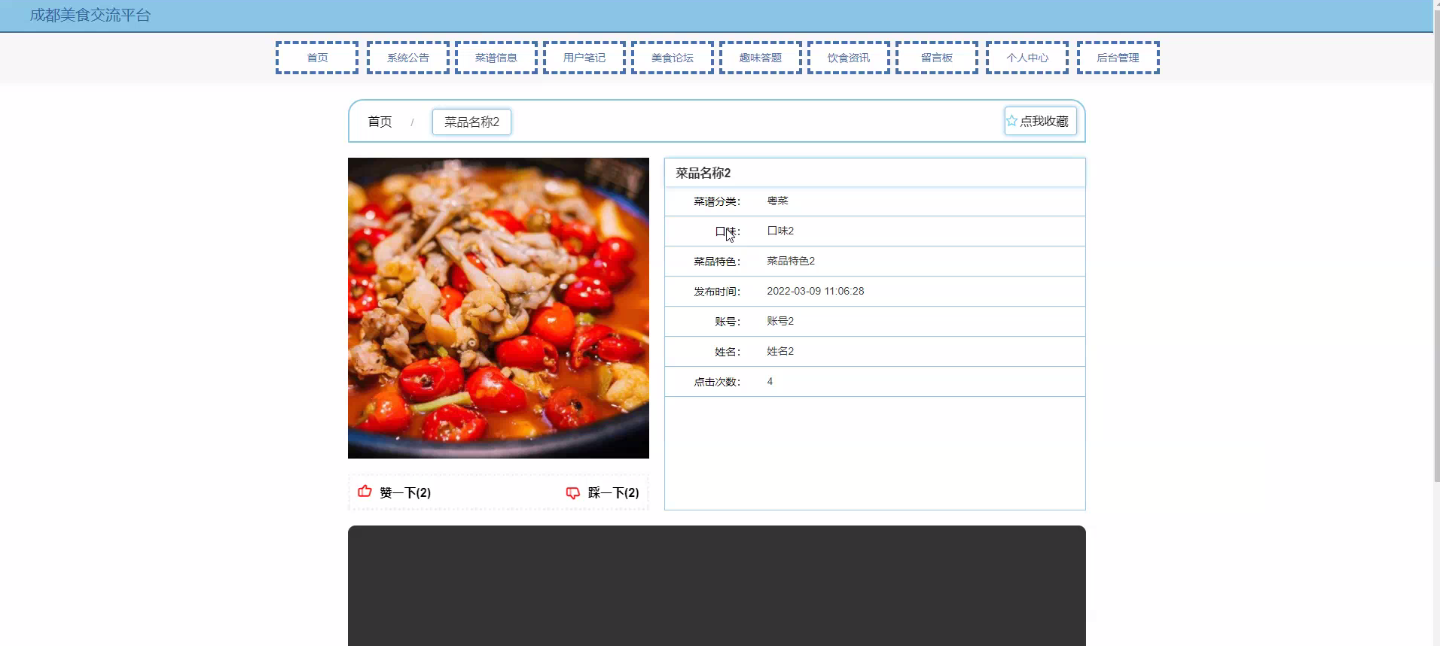 成都美食交流平台
首页 系统公告 菜谱信息 用户笔记 美食论坛 趣味答题 饮食资讯 留言板 个人中心 后台管理
首页 / 菜品名称2 点我收藏
菜品名称2
菜谱分类： 粤菜
口味： 口味2
菜品特色： 菜品特色2
发布时间： 2022-03-09 11:06:28
账号： 账号2
姓名： 姓名2
点击次数： 4
赞一下(2) 踩一下(2)